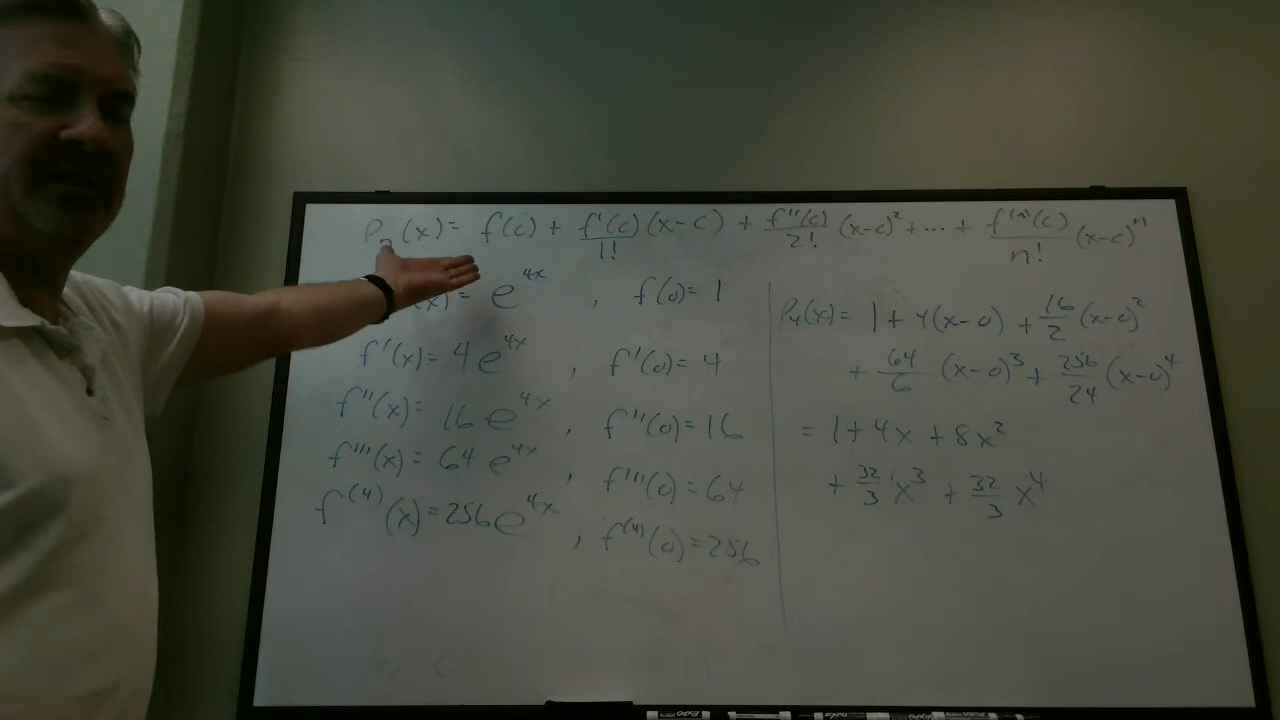 Pn(x) = f(c) + f'(c)/1! (x-c) + f''(c)/2! (x-c)² + ... + f⁽ⁿ⁾(c)/n! (x-c)ⁿ
(x) = e^4x , f(0) = 1
f'(x) = 4e^4x , f'(0) = 4
f''(x) = 16e^4x , f''(0) = 16
f'''(x) = 64e^4x , f'''(0) = 64
f⁽⁴⁾(x) = 256e^4x , f⁽⁴⁾(0) = 256
P₄(x) = 1 + 4(x-0) + 16/2 (x-0)²
+ 64/6 (x-0)³ + 256/24 (x-0)⁴
= 1 + 4x + 8x²
+ 32/3 x³ + 32/3 x⁴
EXPO